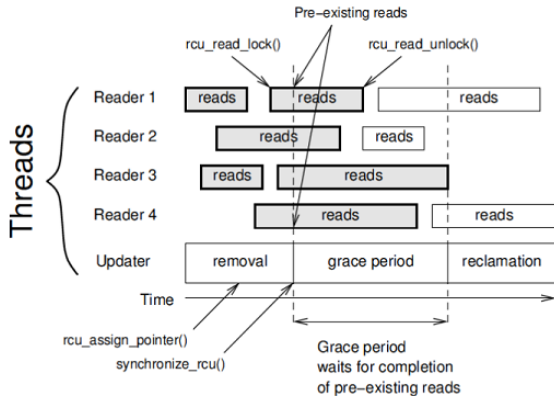 Pre-existing reads
rcu_read_lock()
rcu_read_unlock()
Threads
Reader 1
reads
reads
reads
Reader 2
reads
reads
Reader 3
reads
reads
Reader 4
reads
reads
Updater
removal
grace period
reclamation
Time
rcu_assign_pointer()
synchronize_rcu()
Grace period
waits for completion
of pre-existing reads